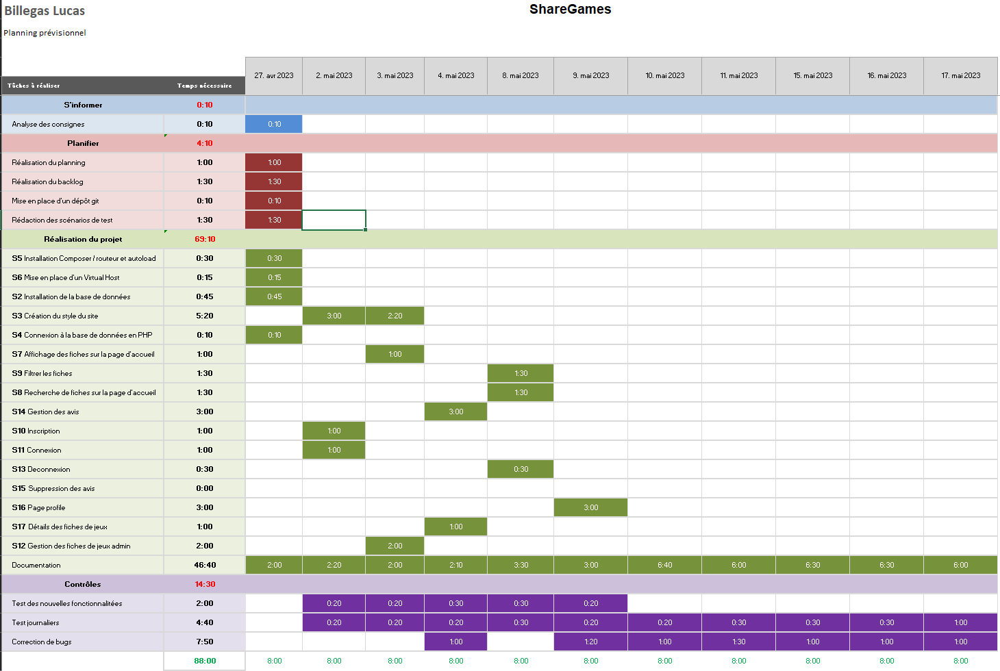 Billegas Lucas
ShareGames
Planning prévisionnel
27. avr 2023 2. mai 2023 3. mai 2023 4. mai 2023 8. mai 2023 9. mai 2023 10. mai 2023 11. mai 2023 15. mai 2023 16. mai 2023 17. mai 2023
Tâches à réaliser Temps nécessaire
S'informer 0:10
Analyse des consignes 0:10 0:10
Planifier 4:10
Réalisation du planning 1:00 1:00
Réalisation du backlog 1:30 1:30
Mise en place d'un dépôt git 0:10 0:10
Rédaction des scénarios de test 1:30 1:30
Réalisation du projet 69:10
S5 Installation Composer / routeur et autoload 0:30 0:30
S6 Mise en place d'un Virtual Host 0:15 0:15
S2 Installation de la base de données 0:45 0:45
S3 Création du style du site 5:20 3:00 2:20
S4 Connexion à la base de données en PHP 0:10 0:10
S7 Affichage des fiches sur la page d'accueil 1:00 1:00
S9 Filtrer les fiches 1:30 1:30
S8 Recherche de fiches sur la page d'accueil 1:30 1:30
S14 Gestion des avis 3:00 3:00
S10 Inscription 1:00 1:00
S11 Connexion 1:00 1:00
S13 Deconnexion 0:30 0:30
S15 Suppression des avis 0:00
S16 Page profile 3:00 3:00
S17 Détails des fiches de jeux 1:00 1:00
S12 Gestion des fiches de jeux admin 2:00 2:00
Documentation 46:40 2:00 2:20 2:00 2:10 3:30 3:00 6:40 6:00 6:30 6:30 6:00
Contrôles 14:30
Test des nouvelles fonctionnalitées 2:00 0:20 0:20 0:30 0:30 0:20
Test journaliers 4:40 0:20 0:20 0:20 0:30 0:20 0:20 0:30 0:30 0:30 1:00
Correction de bugs 7:50 1:00 1:20 1:00 1:30 1:00 1:00 1:00
88:00 8:00 8:00 8:00 8:00 8:00 8:00 8:00 8:00 8:00 8:00 8:00